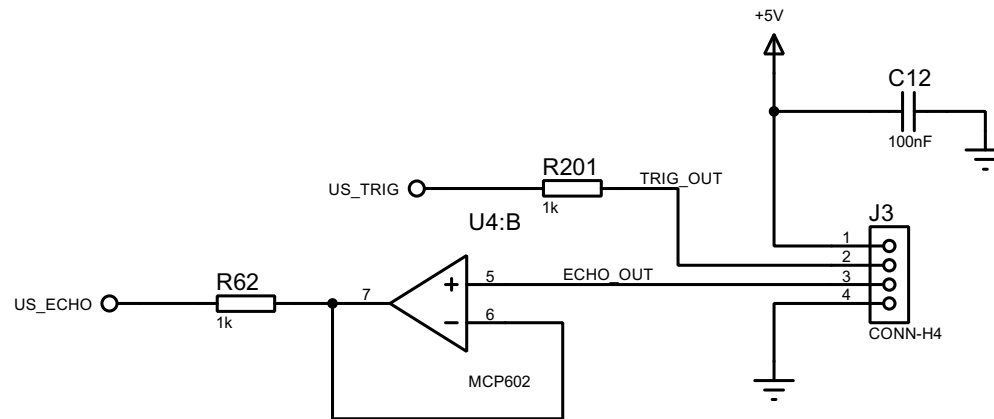 +5V
C12
100nF
R201
TRIG_OUT
US_TRIG
1k
J3
U4:B
1
2
ECHO_OUT
3
5
4
R62
7
US_ECHO
6
1k
CONN-H4
MCP602
+
−